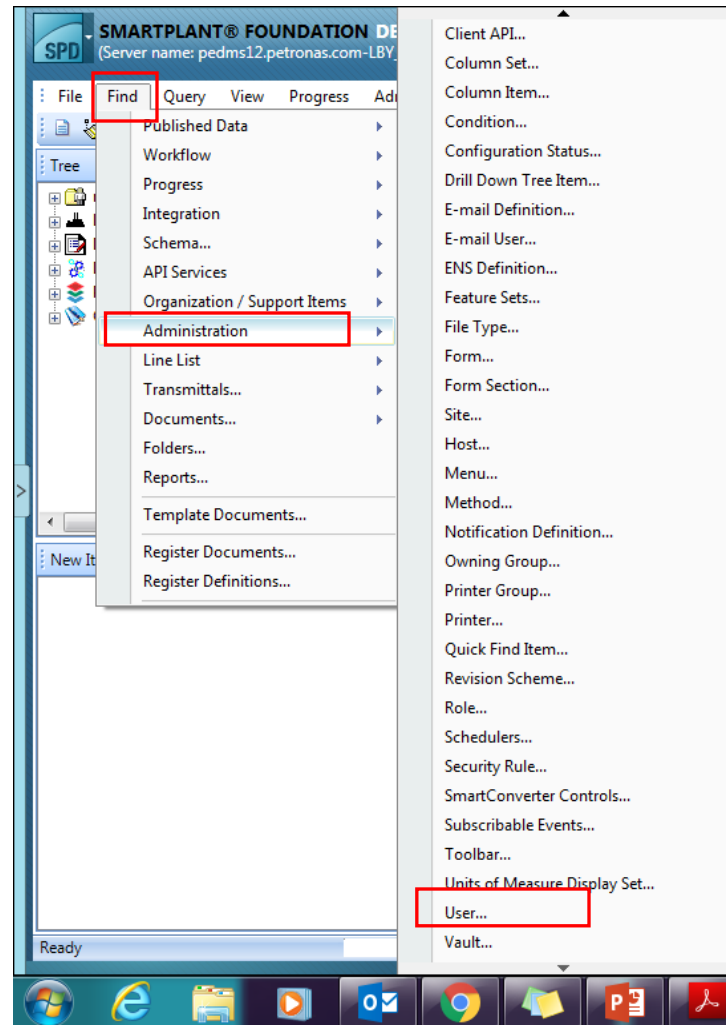 SMARTPLANT® FOUNDATION DE
SPD
(Server name: pedms12.petronas.com-LBY_
File Find Query View Progress Adr
Tree
Published Data
Workflow
Progress
Integration
Schema...
API Services
Organization / Support Items
Administration
Line List
Transmittals...
Documents...
Folders...
Reports...
Template Documents...
Register Documents...
Register Definitions...
New It
Ready
Client API...
Column Set...
Column Item...
Condition...
Configuration Status...
Drill Down Tree Item...
E-mail Definition...
E-mail User...
ENS Definition...
Feature Sets...
File Type...
Form...
Form Section...
Site...
Host...
Menu...
Method...
Notification Definition...
Owning Group...
Printer Group...
Printer...
Quick Find Item...
Revision Scheme...
Role...
Schedulers...
Security Rule...
SmartConverter Controls...
Subscribable Events...
Toolbar...
Units of Measure Display Set...
User...
Vault...